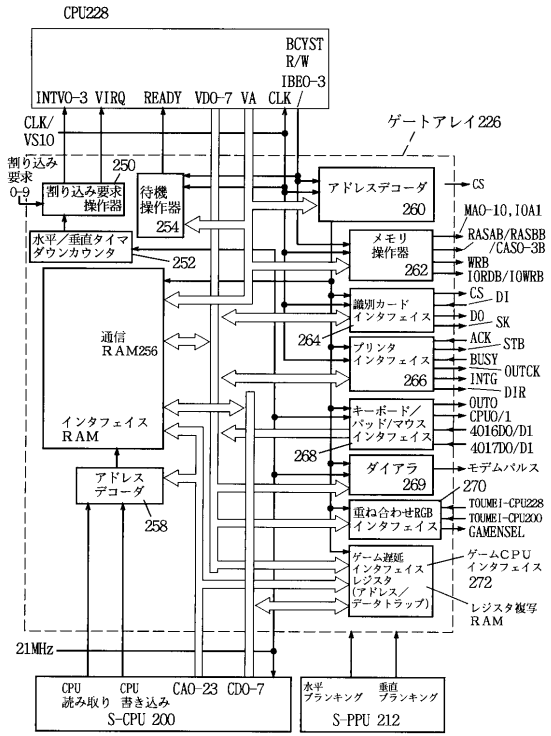 CPU228
BCYST
R/W
IBEO-3
INTVO-3 VIRQ READY VDO-7 VA CLK
CLK/
VS10
ゲートアレイ226
割り込み
要求
0-9
250
割り込み要求
操作器
待機
操作器
254
アドレスデコーダ
260
CS
MAO-10,IOA1
水平/垂直タイマ
ダウンカウンタ
252
メモリ
操作器
262
RASAB/RASBB
/CASO-3B
WRB
IORDB/IOWRB
通信
RAM256
インタフェイス
RAM
識別カード
インタフェイス
264
CS
DI
DO
SK
プリンタ
インタフェイス
266
ACK
STB
BUSY
OUTCK
INTG
DIR
キーボード/
パッド/マウス
インタフェイス
268
OUTO
CPUO/1
4016DO/D1
4017DO/D1
アドレス
デコーダ
258
ダイアラ
269
モデムパルス
270
重ね合わせRGB
インタフェイス
TOUMEI-CPU228
TOUMEI-CPU200
GAMENSEL
ゲーム遅延
インタフェイス
レジスタ
(アドレス/
データトラップ)
ゲームCPU
インタフェイス
272
レジスタ複写
RAM
21MHz
CPU
読み取り
CPU
書き込み
CAO-23 CDO-7
S-CPU 200
水平
ブランキング
垂直
ブランキング
S-PPU 212